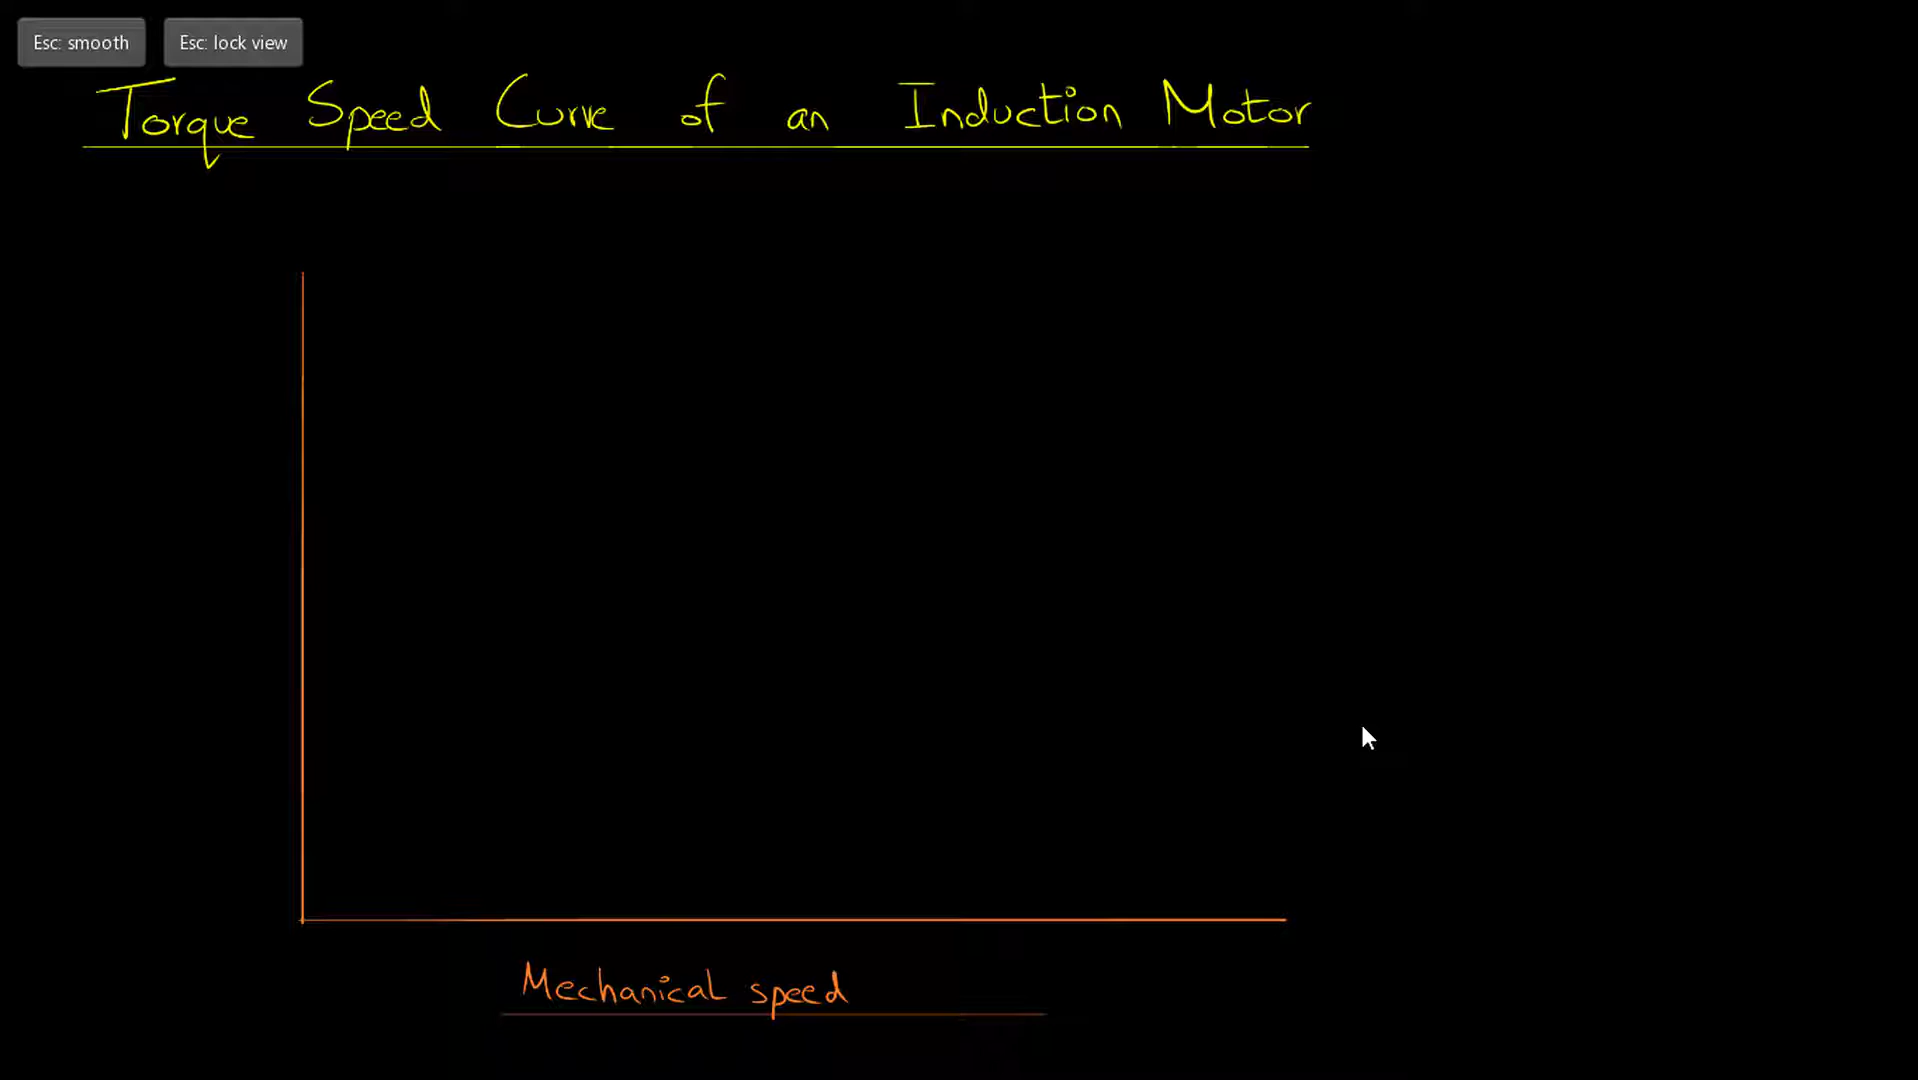 Esc: smooth Esc: lock view
Torque Speed Curve of an Induction Motor
Mechanical speed